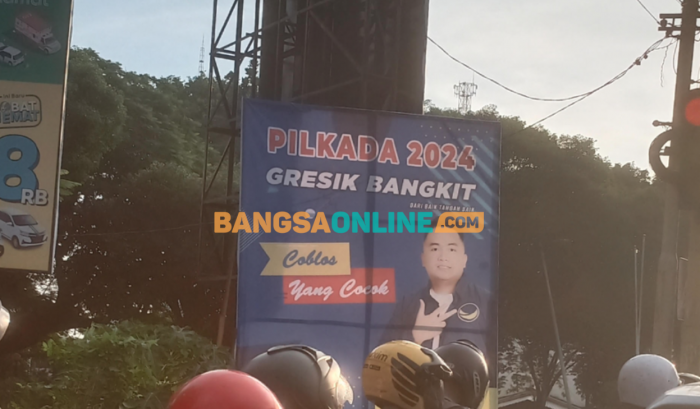 PILKADA 2024
GRESIK BANGKIT
BANGSAONLINE.COM
Coblos
Yang Cocok
8
RB